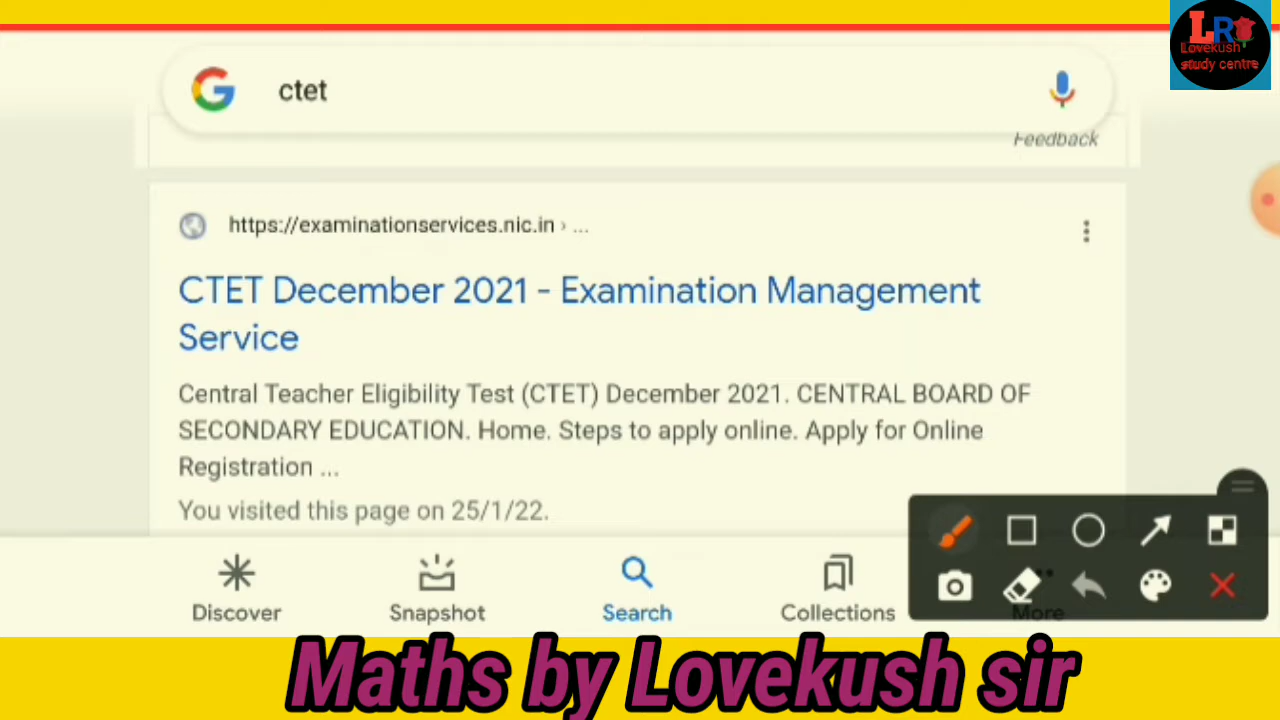 LR
Lovekush
study centre
ctet
Feedback
https://examinationservices.nic.in › ...
CTET December 2021 - Examination Management
Service
Central Teacher Eligibility Test (CTET) December 2021. CENTRAL BOARD OF
SECONDARY EDUCATION. Home. Steps to apply online. Apply for Online
Registration ...
You visited this page on 25/1/22.
Discover
Snapshot
Search
Collections
More
Maths by Lovekush sir